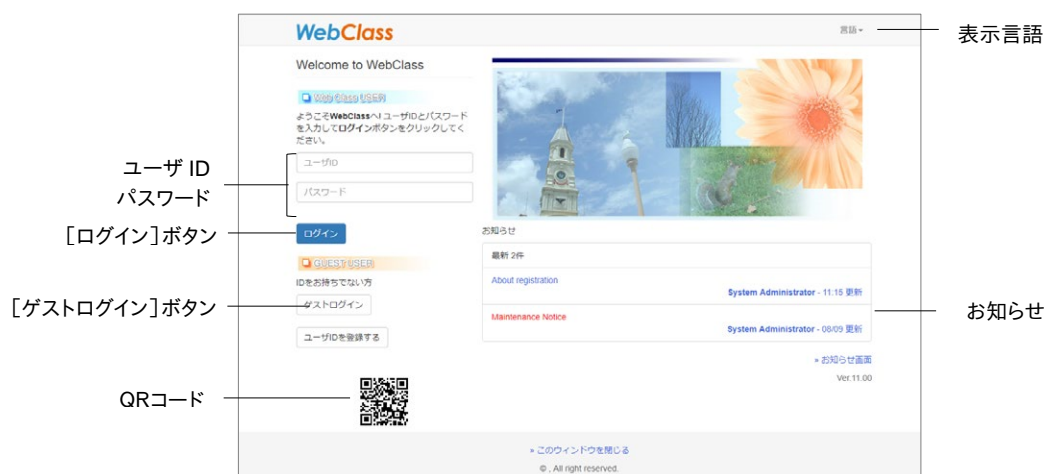 WebClass
言語
表示言語
Welcome to WebClass
Web Class USER
ようこそWebClassへ! ユーザIDとパスワード
を入力してログインボタンをクリックしてく
ださい。
ユーザ ID
パスワード
ユーザID
パスワード
［ログイン］ボタン
ログイン
GUEST USER
IDをお持ちでない方
［ゲストログイン］ボタン
ゲストログイン
ユーザIDを登録する
QRコード
お知らせ
最新 2件
About registration
System Administrator - 11:15 更新
Maintenance Notice
System Administrator - 08/09 更新
お知らせ
» お知らせ画面
Ver.11.00
» このウィンドウを閉じる
© , All right reserved.